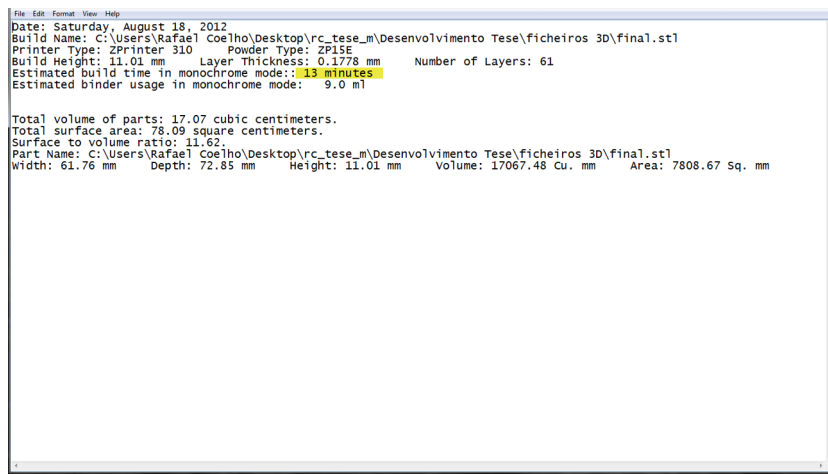 File Edit Format View Help
Date: Saturday, August 18, 2012
Build Name: C:\Users\Rafael Coelho\Desktop\rc_tese_m\Desenvolvimento Tese\ficheiros 3D\final.stl
Printer Type: ZPrinter 310 Powder Type: ZP15E
Build Height: 11.01 mm Layer Thickness: 0.1778 mm Number of Layers: 61
Estimated build time in monochrome mode:: 13 minutes
Estimated binder usage in monochrome mode: 9.0 ml
Total volume of parts: 17.07 cubic centimeters.
Total surface area: 78.09 square centimeters.
Surface to volume ratio: 11.62.
Part Name: C:\Users\Rafael Coelho\Desktop\rc_tese_m\Desenvolvimento Tese\ficheiros 3D\final.stl
Width: 61.76 mm Depth: 72.85 mm Height: 11.01 mm Volume: 17067.48 Cu. mm Area: 7808.67 Sq. mm